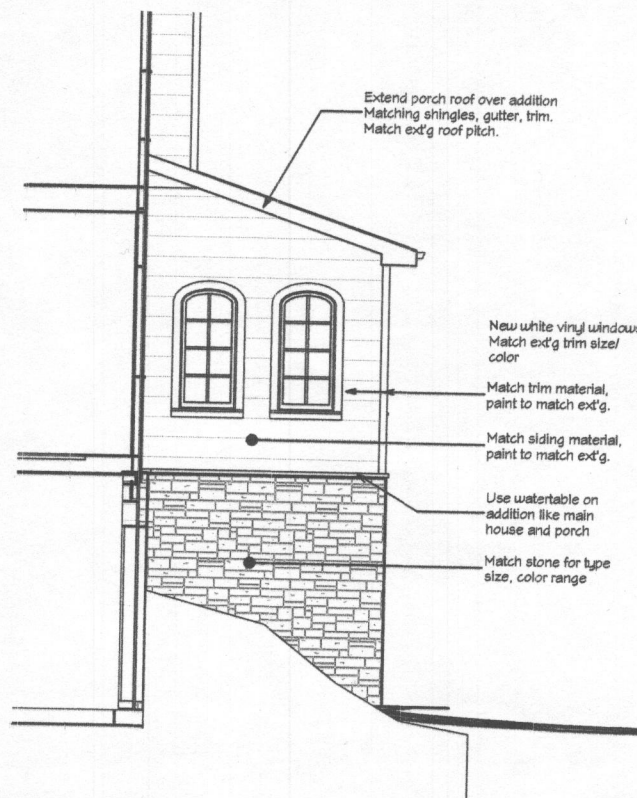 Extend porch roof over addition
Matching shingles, gutter, trim.
Match ext'g roof pitch.
New white vinyl windows
Match ext'g trim size/
color
Match trim material,
paint to match ext'g.
Match siding material,
paint to match ext'g.
Use watertable on
addition like main
house and porch
Match stone for type
size, color range